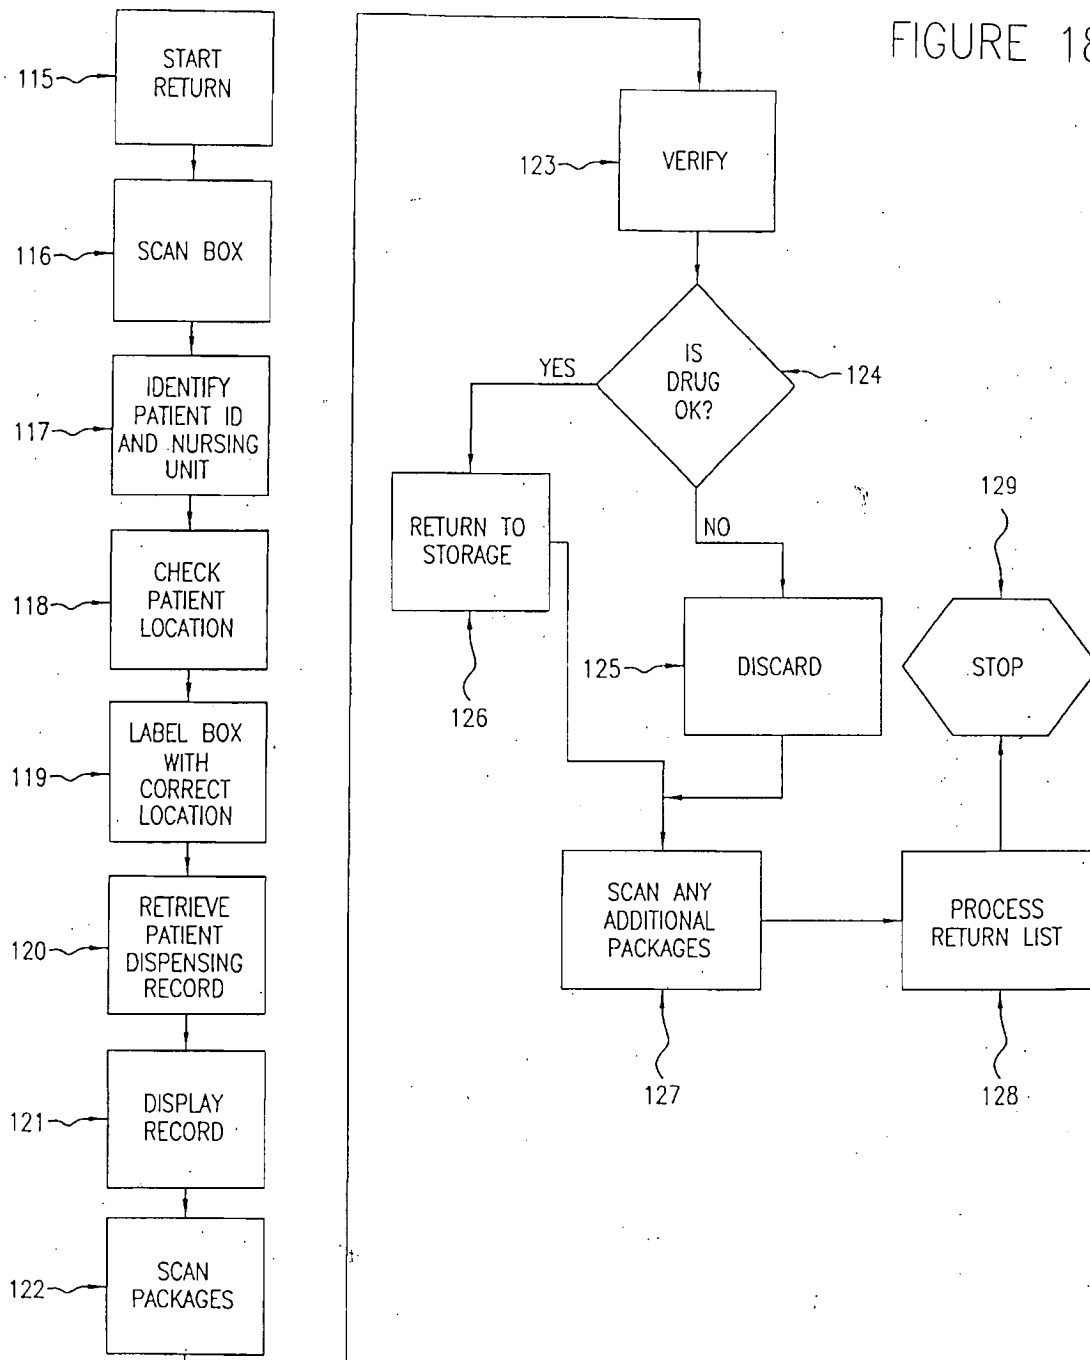 FIGURE 18
115
START
RETURN
116
SCAN BOX
117
IDENTIFY
PATIENT ID
AND NURSING
UNIT
118
CHECK
PATIENT
LOCATION
119
LABEL BOX
WITH
CORRECT
LOCATION
120
RETRIEVE
PATIENT
DISPENSING
RECORD
121
DISPLAY
RECORD
122
SCAN
PACKAGES
123
VERIFY
IS
DRUG
OK?
124
YES
NO
RETURN TO
STORAGE
126
125
DISCARD
129
STOP
SCAN ANY
ADDITIONAL
PACKAGES
127
PROCESS
RETURN LIST
128